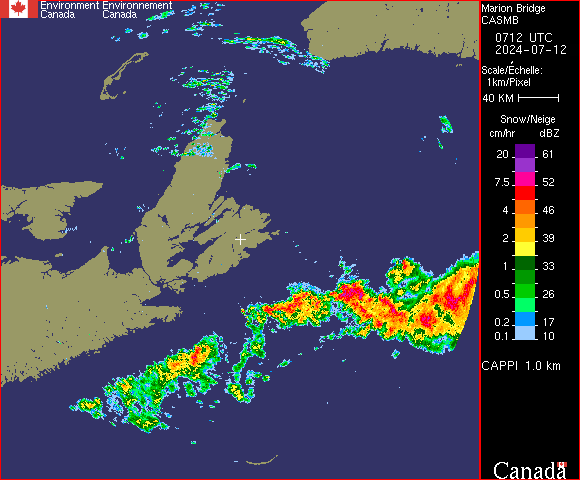 Environment Environnement
Canada Canada
Marion Bridge
CASMB
0712 UTC
2024-07-12
Scale/Échelle:
1km/Pixel
40 KM
Snow/Neige
cm/hr dBZ
20 61
7.5 52
4 46
2 39
1 33
0.5 26
0.2 17
0.1 10
CAPPI 1.0 km
Canada